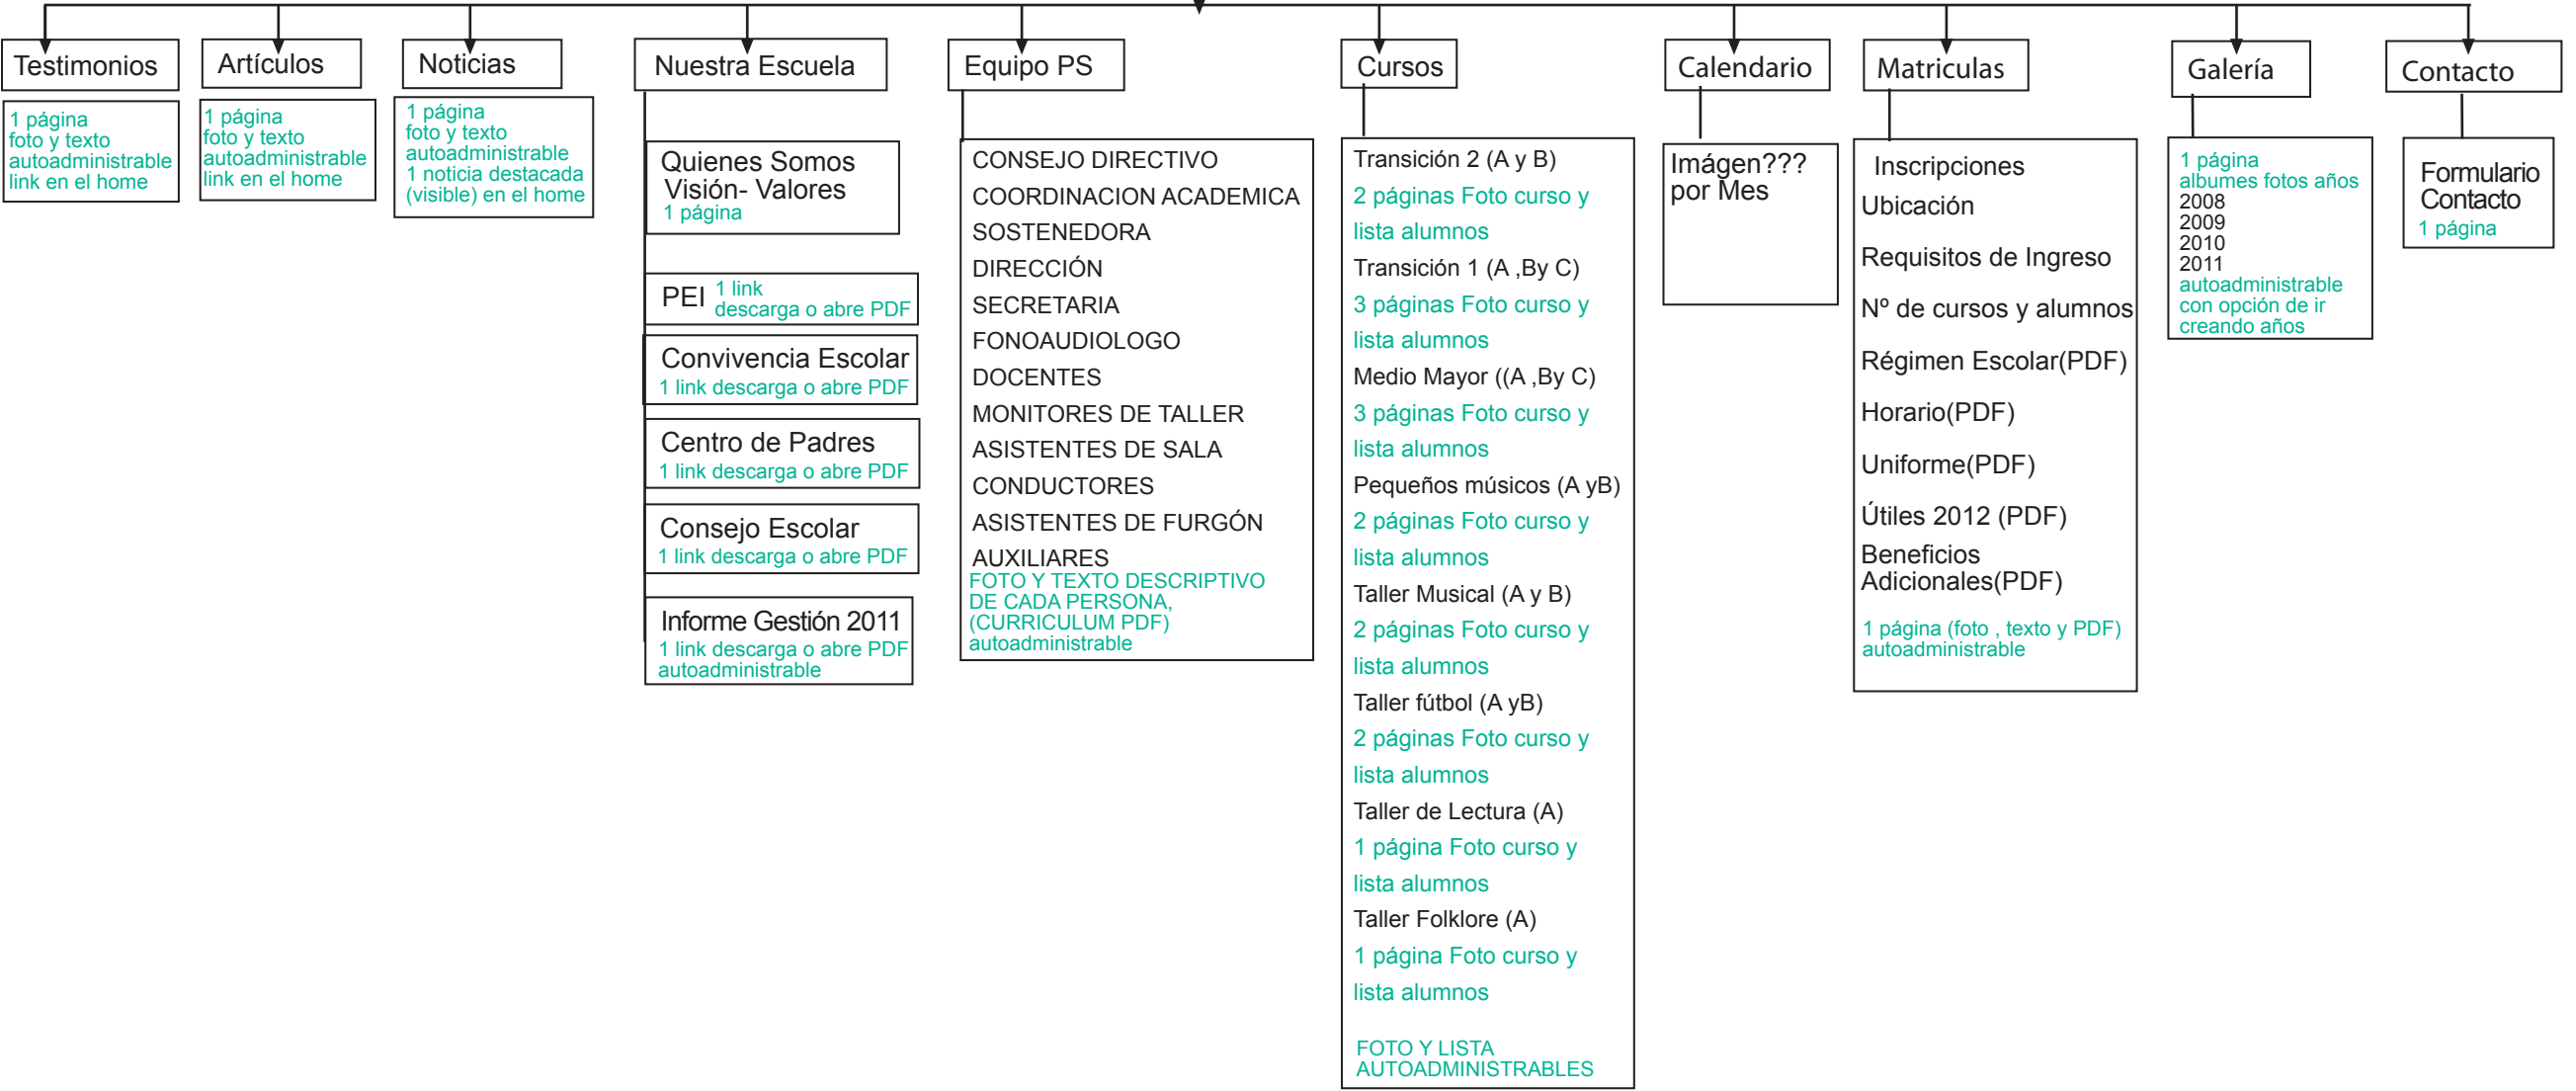 Testimonios
1 página
foto y texto
autoadministrable
link en el home
Artículos
1 página
foto y texto
autoadministrable
link en el home
Noticias
1 página
foto y texto
autoadministrable
1 noticia destacada
(visible) en el home
Nuestra Escuela
Quienes Somos
Visión- Valores
1 página
PEI 1 link
descarga o abre PDF
Convivencia Escolar
1 link descarga o abre PDF
Centro de Padres
1 link descarga o abre PDF
Consejo Escolar
1 link descarga o abre PDF
Informe Gestión 2011
1 link descarga o abre PDF
autoadministrable
Equipo PS
CONSEJO DIRECTIVO
COORDINACION ACADEMICA
SOSTENEDORA
DIRECCIÓN
SECRETARIA
FONOAUDIOLOGO
DOCENTES
MONITORES DE TALLER
ASISTENTES DE SALA
CONDUCTORES
ASISTENTES DE FURGÓN
AUXILIARES
FOTO Y TEXTO DESCRIPTIVO
DE CADA PERSONA,
(CURRICULUM PDF)
autoadministrable
Cursos
Transición 2 (A y B)
2 páginas Foto curso y
lista alumnos
Transición 1 (A ,By C)
3 páginas Foto curso y
lista alumnos
Medio Mayor ((A ,By C)
3 páginas Foto curso y
lista alumnos
Pequeños músicos (A yB)
2 páginas Foto curso y
lista alumnos
Taller Musical (A y B)
2 páginas Foto curso y
lista alumnos
Taller fútbol (A yB)
2 páginas Foto curso y
lista alumnos
Taller de Lectura (A)
1 página Foto curso y
lista alumnos
Taller Folklore (A)
1 página Foto curso y
lista alumnos
FOTO Y LISTA
AUTOADMINISTRABLES
Calendario
Imágen???
por Mes
Matriculas
Inscripciones
Ubicación
Requisitos de Ingreso
Nº de cursos y alumnos
Régimen Escolar(PDF)
Horario(PDF)
Uniforme(PDF)
Útiles 2012 (PDF)
Beneficios
Adicionales(PDF)
1 página (foto , texto y PDF)
autoadministrable
Galería
1 página
albumes fotos años
2008
2009
2010
2011
autoadministrable
con opción de ir
creando años
Contacto
Formulario
Contacto
1 página